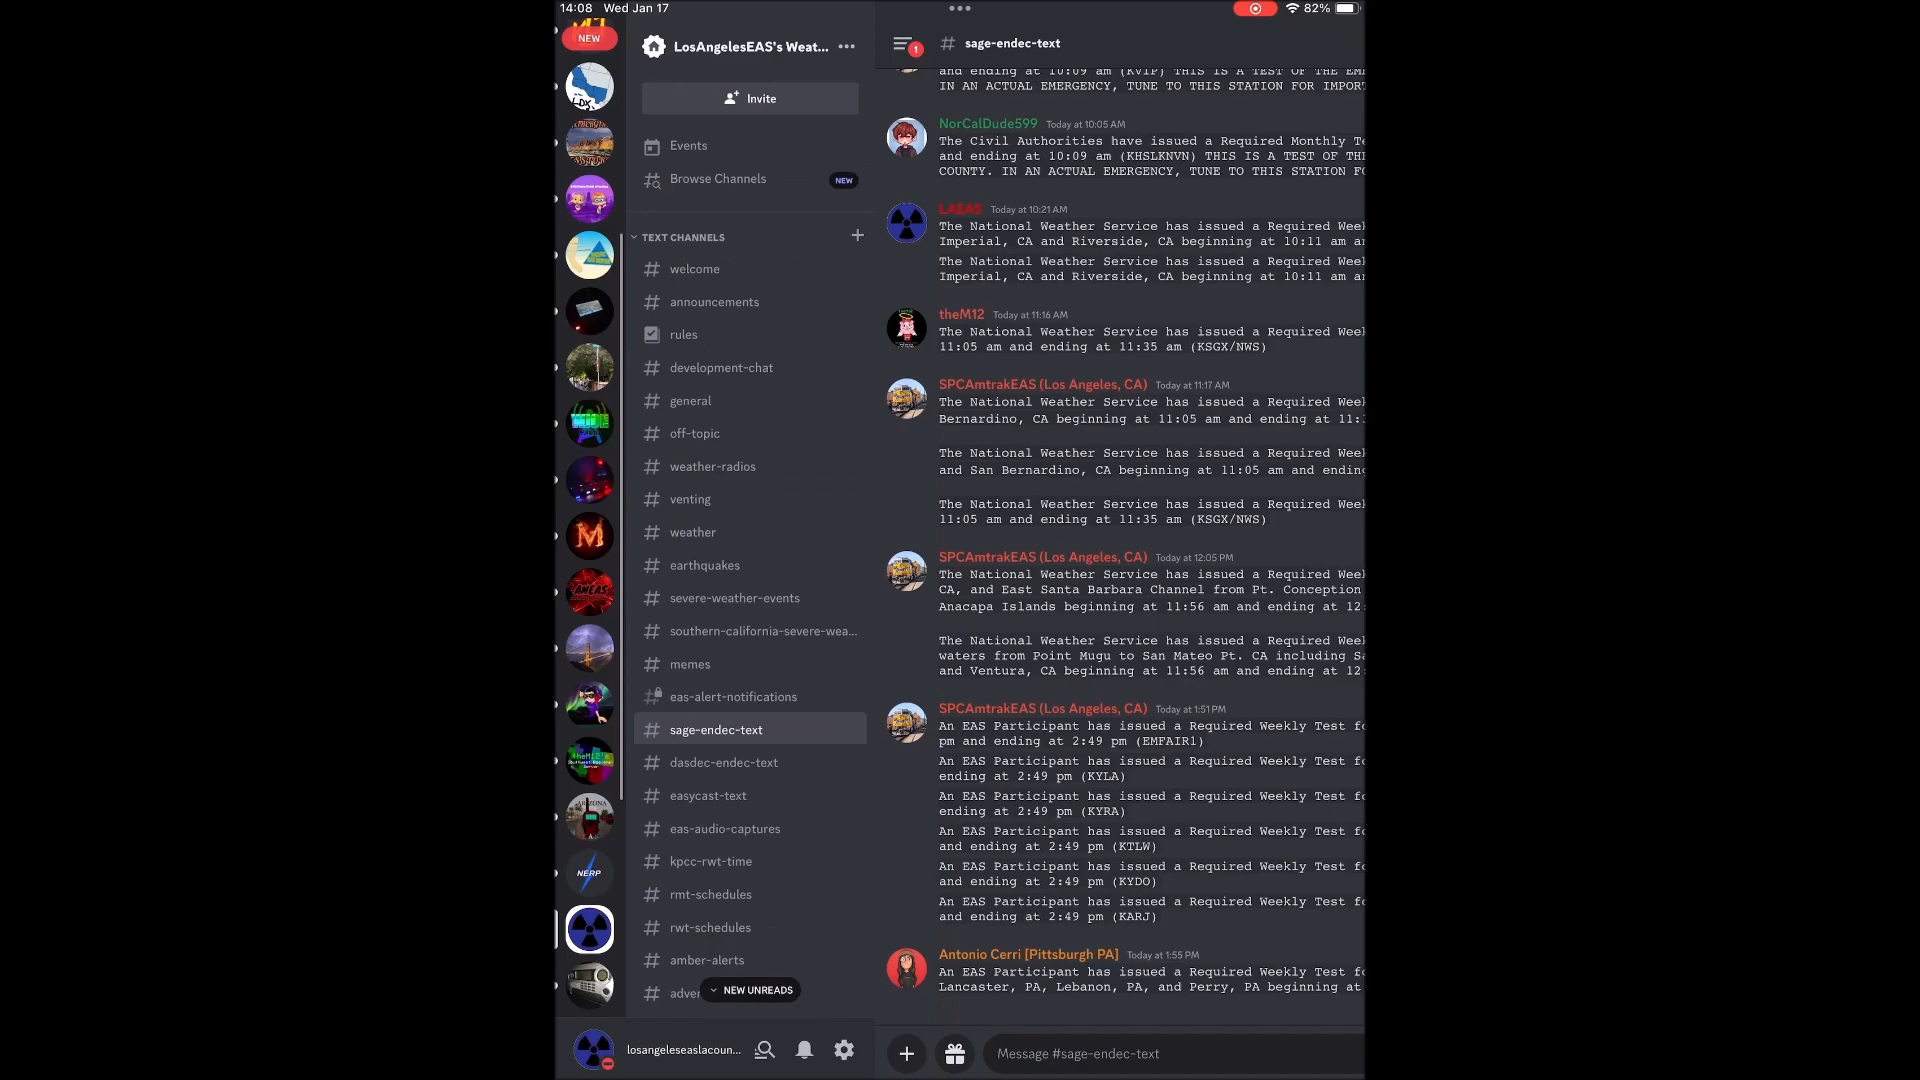 14:08 Wed Jan 17
82%
NEW
LosAngelesEAS's Weat...
Invite
Events
Browse Channels NEW
TEXT CHANNELS
welcome
announcements
rules
development-chat
general
off-topic
weather-radios
venting
weather
earthquakes
severe-weather-events
southern-california-severe-wea...
memes
eas-alert-notifications
sage-endec-text
dasdec-endec-text
easycast-text
eas-audio-captures
kpcc-rwt-time
rmt-schedules
rwt-schedules
amber-alerts
adver
NEW UNREADS
losangeleseaslacoun...
NERP
M
1
# sage-endec-text
and ending at 10:09 am (KVIP) THIS IS A TEST OF THE
IN AN ACTUAL EMERGENCY, TUNE TO THIS STATION FOR
NorCalDude599 Today at 10:05 AM
The Civil Authorities have issued a Required Monthly
and ending at 10:09 am (KHSLKNVN) THIS IS A TEST OF
COUNTY. IN AN ACTUAL EMERGENCY, TUNE TO THIS STATION
LAEAS Today at 10:21 AM
The National Weather Service has issued a Required
Imperial, CA and Riverside, CA beginning at 10:11 am
The National Weather Service has issued a Required
Imperial, CA and Riverside, CA beginning at 10:11 am
theM12 Today at 11:16 AM
The National Weather Service has issued a Required
11:05 am and ending at 11:35 am (KSGX/NWS)
SPCAmtrakEAS (Los Angeles, CA) Today at 11:17 AM
The National Weather Service has issued a Required
Bernardino, CA beginning at 11:05 am and ending at
The National Weather Service has issued a Required
and San Bernardino, CA beginning at 11:05 am and ending
The National Weather Service has issued a Required
11:05 am and ending at 11:35 am (KSGX/NWS)
SPCAmtrakEAS (Los Angeles, CA) Today at 12:05 PM
The National Weather Service has issued a Required
CA, and East Santa Barbara Channel from Pt. Conception
Anacapa Islands beginning at 11:56 am and ending at
The National Weather Service has issued a Required
waters from Point Mugu to San Mateo Pt. CA including
and Ventura, CA beginning at 11:56 am and ending at
SPCAmtrakEAS (Los Angeles, CA) Today at 1:51 PM
An EAS Participant has issued a Required Weekly Test
pm and ending at 2:49 pm (EMFAIR1)
An EAS Participant has issued a Required Weekly Test
ending at 2:49 pm (KYLA)
An EAS Participant has issued a Required Weekly Test
ending at 2:49 pm (KYRA)
An EAS Participant has issued a Required Weekly Test
and ending at 2:49 pm (KTLW)
An EAS Participant has issued a Required Weekly Test
and ending at 2:49 pm (KYDO)
An EAS Participant has issued a Required Weekly Test
and ending at 2:49 pm (KARJ)
Antonio Cerri [Pittsburgh PA] Today at 1:55 PM
An EAS Participant has issued a Required Weekly Test
Lancaster, PA, Lebanon, PA, and Perry, PA beginning at
Message #sage-endec-text